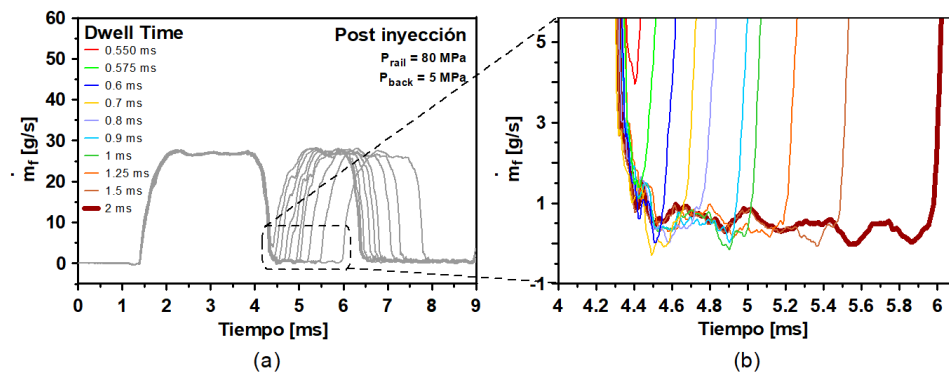 60
50
40
30
20
10
0
ṁf [g/s]
Dwell Time
0.550 ms
0.575 ms
0.6 ms
0.7 ms
0.8 ms
0.9 ms
1 ms
1.25 ms
1.5 ms
2 ms
Post inyección
Prail = 80 MPa
Pback = 5 MPa
0 1 2 3 4 5 6 7 8 9
Tiempo [ms]
(a)
5
3
1
-1
ṁf [g/s]
4 4.2 4.4 4.6 4.8 5 5.2 5.4 5.6 5.8 6
Tiempo [ms]
(b)